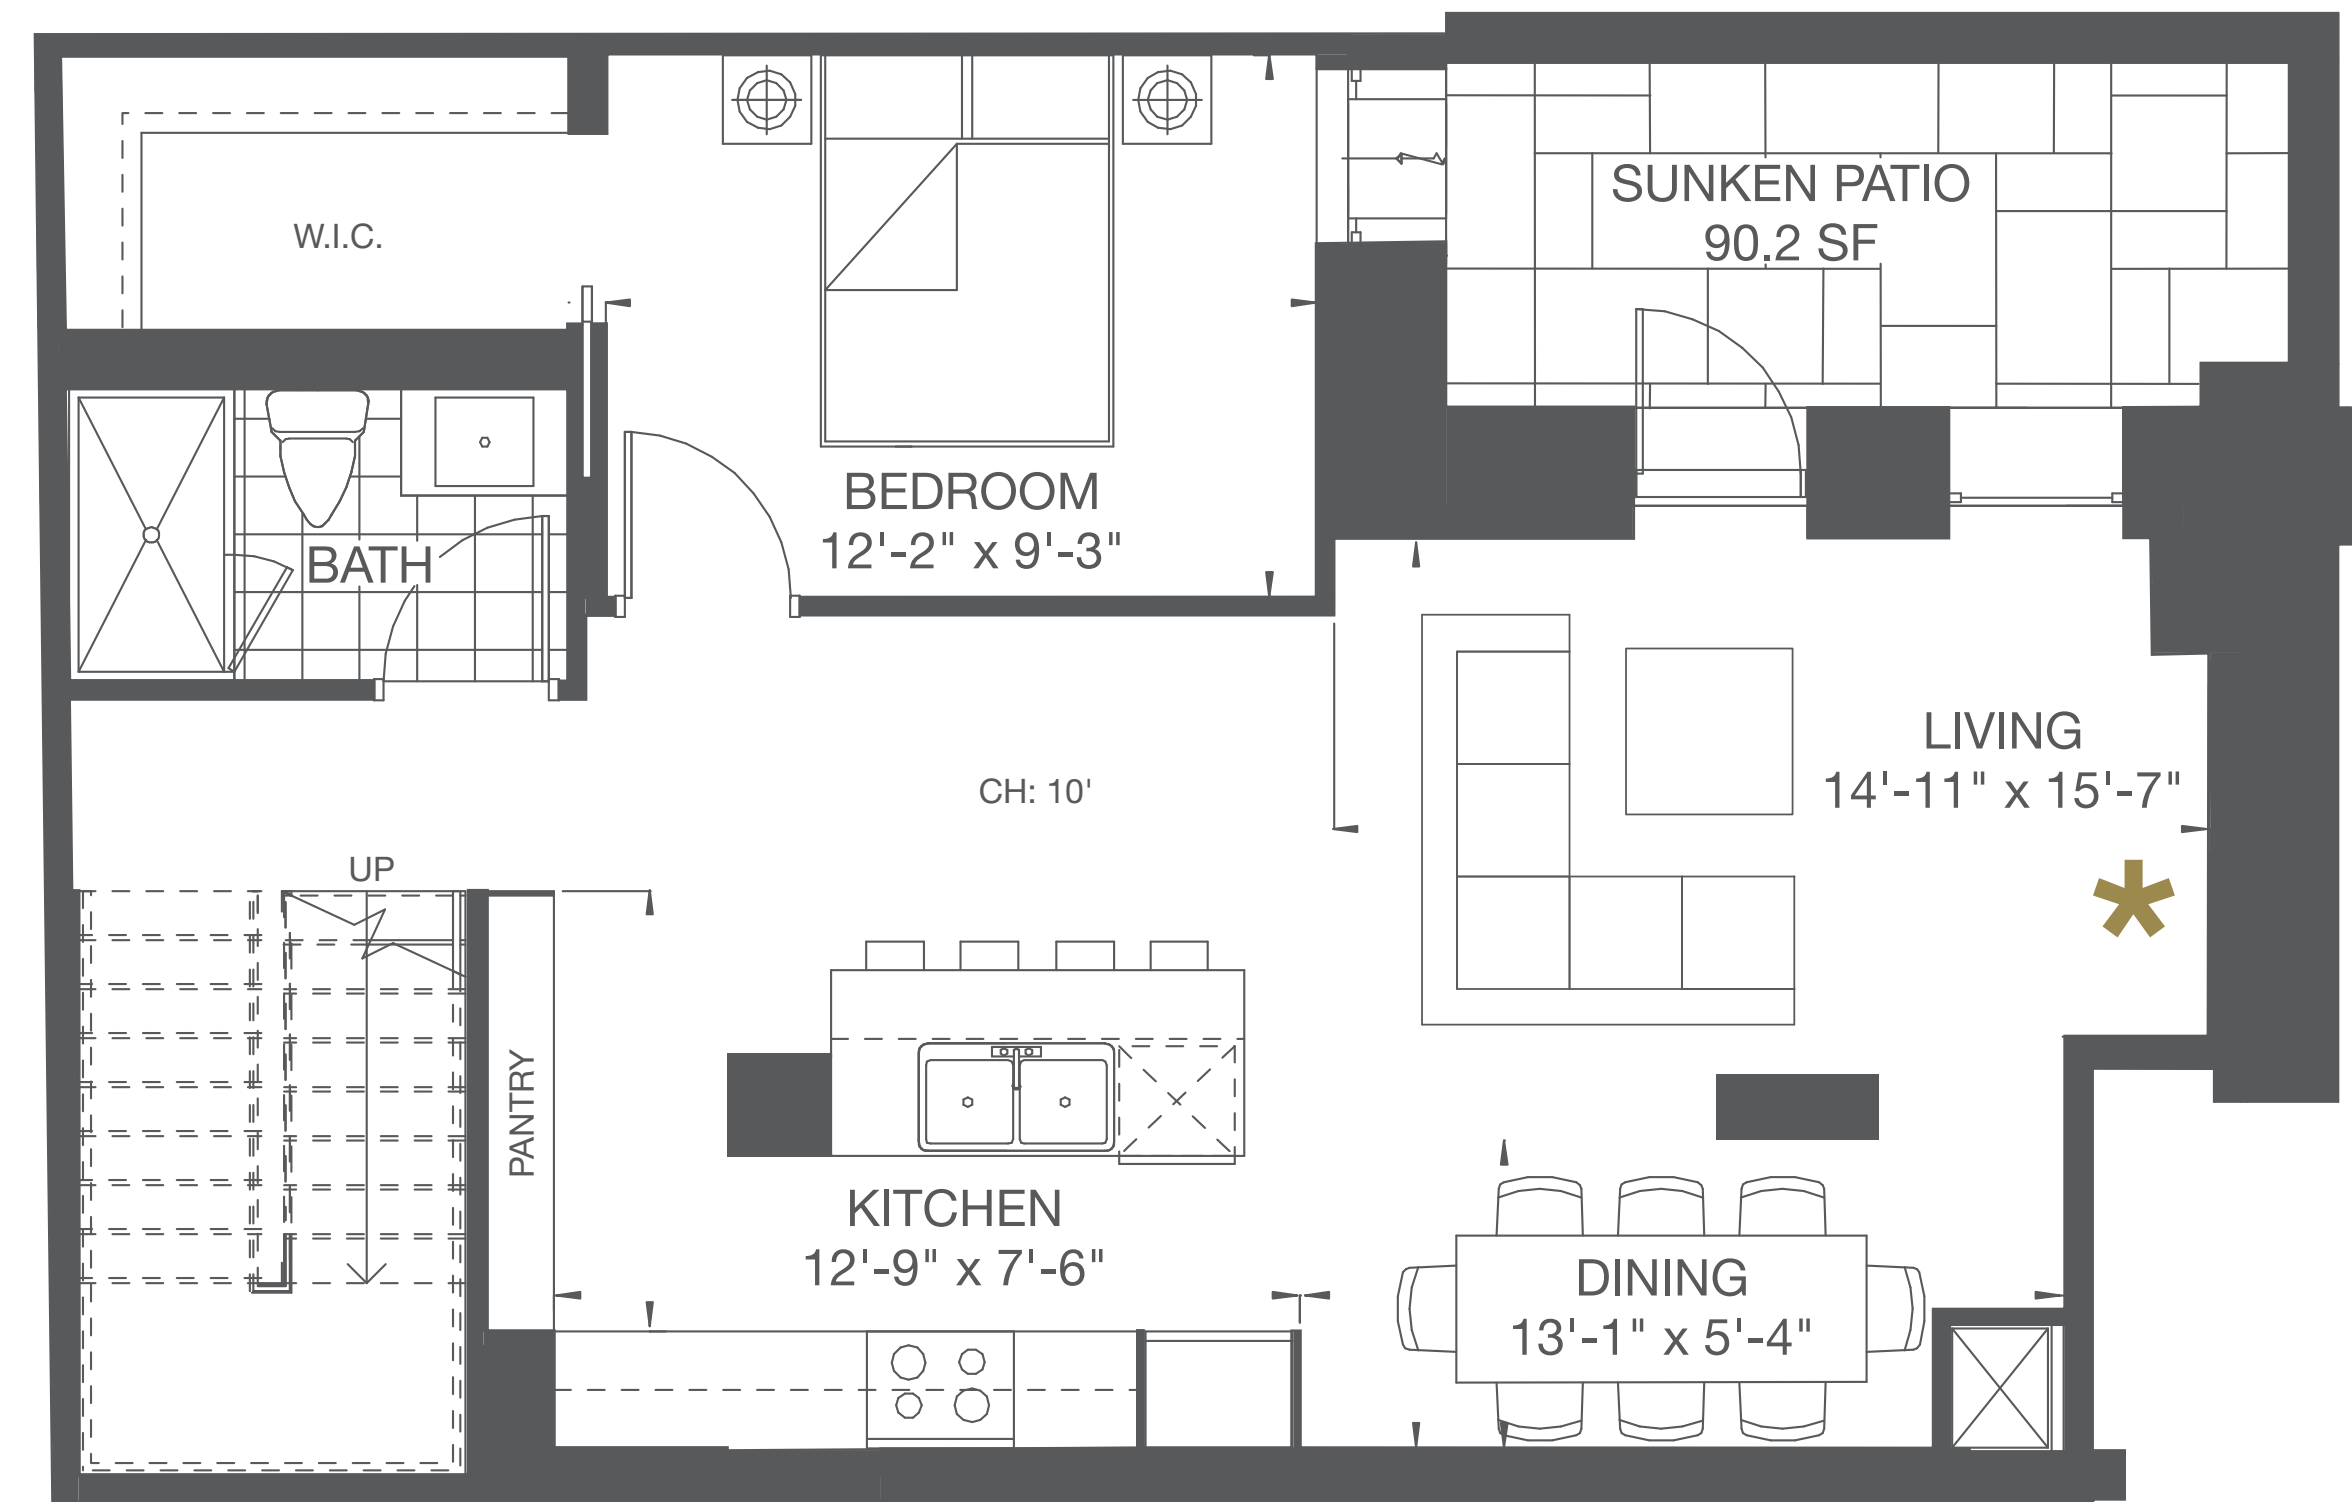 SUNKEN PATIO
90.2 SF
W.I.C.
BEDROOM
12'-2" x 9'-3"
BATH
LIVING
14'-11" x 15'-7"
CH: 10'
UP
*
PANTRY
KITCHEN
12'-9" x 7'-6"
DINING
13'-1" x 5'-4"